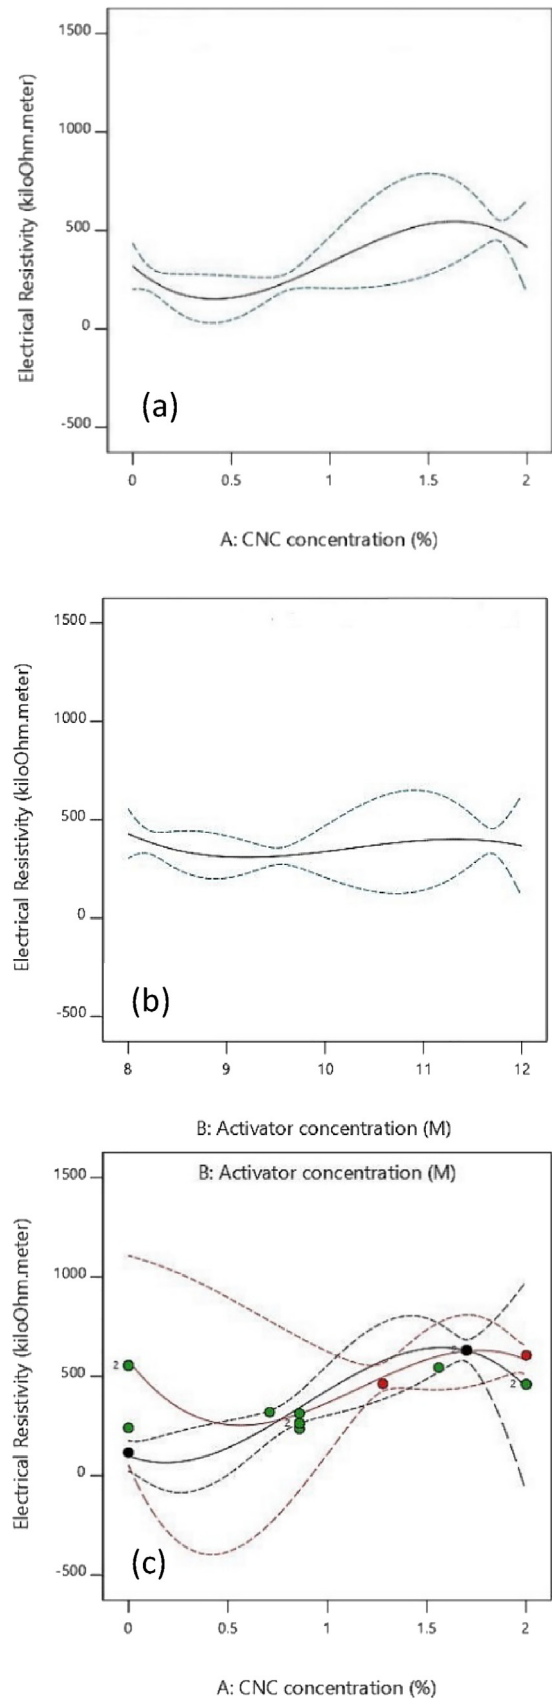 1500
1000
500
0
-500
Electrical Resistivity (kiloOhm.meter)
(a)
0 0.5 1 1.5 2
A: CNC concentration (%)
1500
1000
500
0
-500
Electrical Resistivity (kiloOhm.meter)
(b)
8 9 10 11 12
B: Activator concentration (M)
B: Activator concentration (M)
1500
1000
500
0
-500
Electrical Resistivity (kiloOhm.meter)
2
2
2
(c)
0 0.5 1 1.5 2
A: CNC concentration (%)